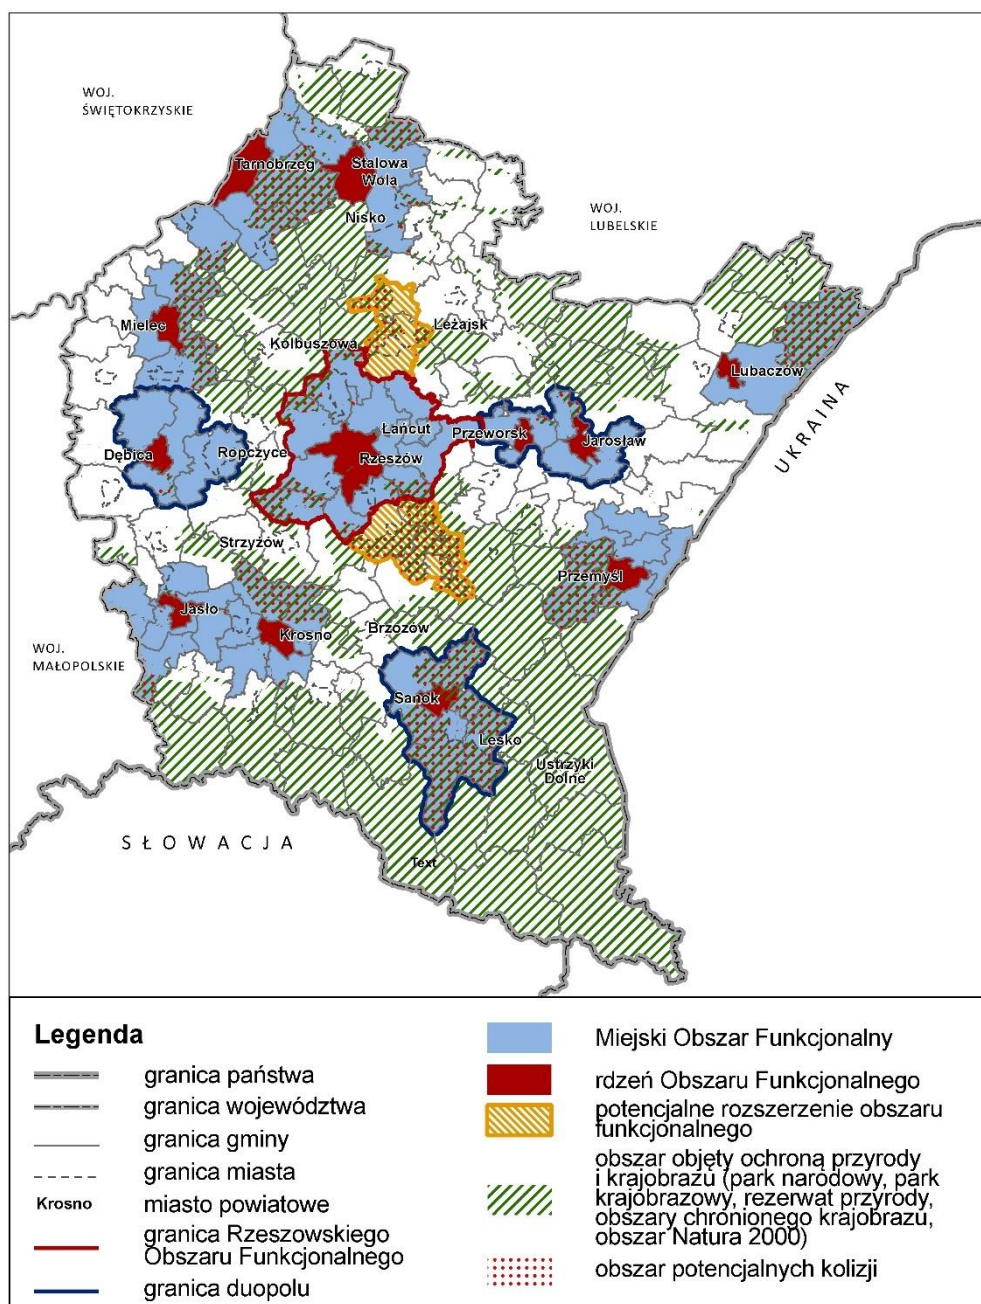 WOJ.
ŚWIĘTOKRZYSKIE
Tarnobrzeg
Stalowa
Wola
Nisko
WOJ.
LUBELSKIE
Mielec
Kolbuszowa
Leżajsk
Lubaczów
Dębica
Ropczyce
Łańcut
Rzeszów
Przeworsk
Jarosław
UKRAINA
Strzyżów
Przemyśl
Jasło
Krosno
Brzozów
WOJ.
MAŁOPOLSKIE
Sanok
Lesko
Ustrzyki
Dolne
SŁOWACJA
Text
Legenda
granica państwa
granica województwa
granica gminy
granica miasta
Krosno miasto powiatowe
granica Rzeszowskiego
Obszaru Funkcjonalnego
granica duopolu
Miejski Obszar Funkcjonalny
rdzeń Obszaru Funkcjonalnego
potencjalne rozszerzenie obszaru
funkcjonalnego
obszar objęty ochroną przyrody
i krajobrazu (park narodowy, park
krajobrazowy, rezerwat przyrody,
obszary chronionego krajobrazu,
obszar Natura 2000)
obszar potencjalnych kolizji